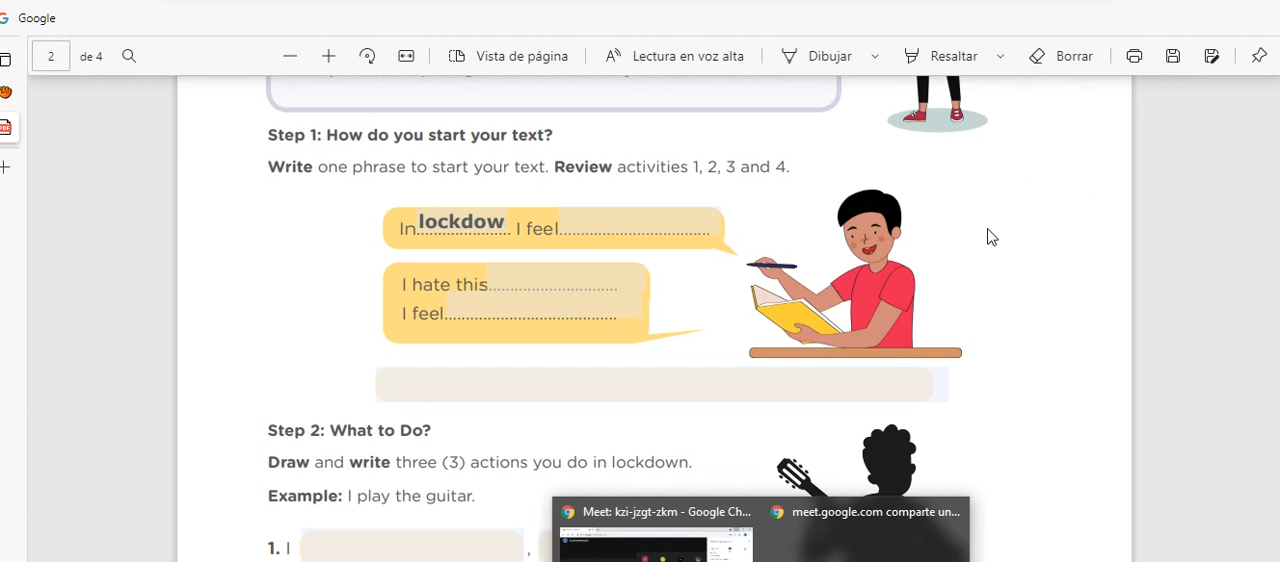 Google
2 de 4 Vista de página Lectura en voz alta Dibujar Resaltar Borrar
Step 1: How do you start your text?
Write one phrase to start your text. Review activities 1, 2, 3 and 4.
In lockdow. I feel..............................
I hate this..........................
I feel...................................
Step 2: What to Do?
Draw and write three (3) actions you do in lockdown.
Example: I play the guitar.
Meet: kzi-jzgt-zkm - Google Ch... meet.google.com comparte un...
1. I ,